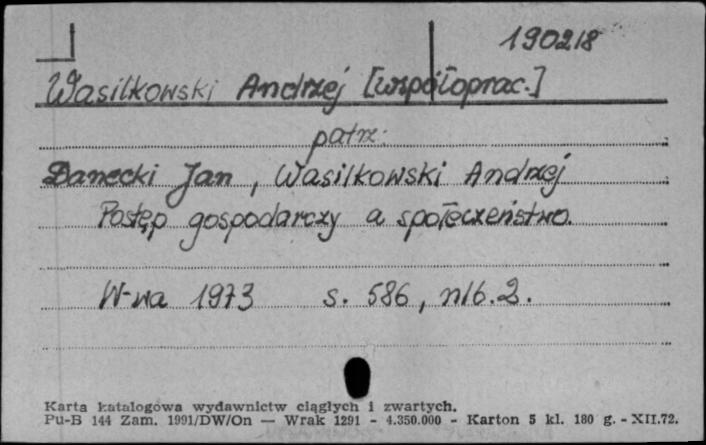 190218
Wasilkowski Andrzej [współoprac.]
patrz:
Danecki Jan, Wasilkowski Andrzej
Postęp gospodarczy a społeczeństwo.
W-wa 1973 s. 586, nlb. 2.
Karta katalogowa wydawnictw ciągłych i zwartych.
Pu-B 144 Zam. 1991/DW/On — Wrak 1291 - 4.350.000 - Karton 5 kl. 180 g. - XII.72.